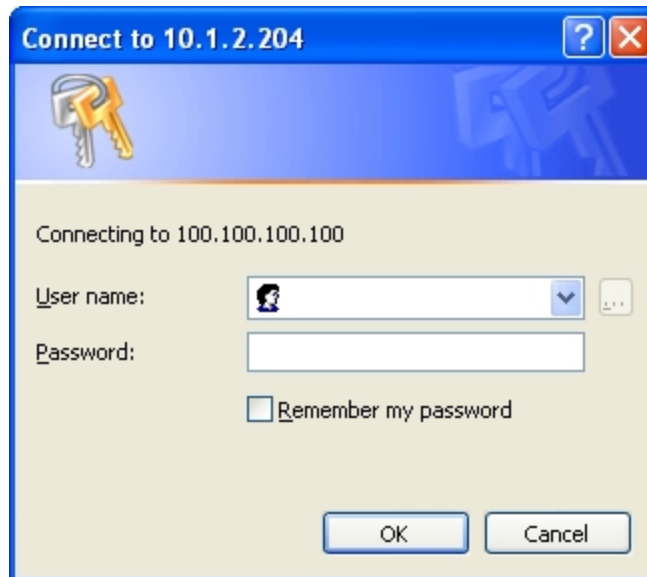 Connect to 10.1.2.204
Connecting to 100.100.100.100
User name:
...
Password:
Remember my password
OK Cancel